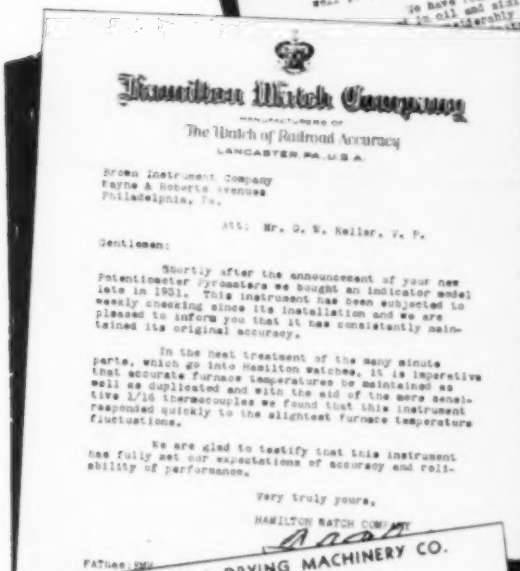 We have
in oil and
Hamilton Watch Company
MANUFACTURERS OF
The Watch of Railroad Accuracy
LANCASTER, PA., U.S.A.
Brown Instrument Company
Wayne & Roberts Avenues
Philadelphia, Pa.
Att: Mr. G. W. Keller, V. P.
Gentlemen:
Shortly after the announcement of your new
Potentiometer Pyrometers we bought an indicator model
late in 1931. This instrument has been subjected to
weekly checking since its installation and we are
pleased to inform you that it has consistently main-
tained its original accuracy.
In the heat treatment of the many minute
parts, which go into Hamilton watches, it is imperative
that accurate furnace temperatures be maintained as
well as duplicated and with the aid of the more sensi-
tive 1/16 thermocouples we found that this instrument
responded quickly to the slightest furnace temperature
fluctuations.
We are glad to testify that this instrument
has fully met our expectations of accuracy and reli-
ability of performance.
Very truly yours,
HAMILTON WATCH COMPANY
DRYING MACHINERY CO.